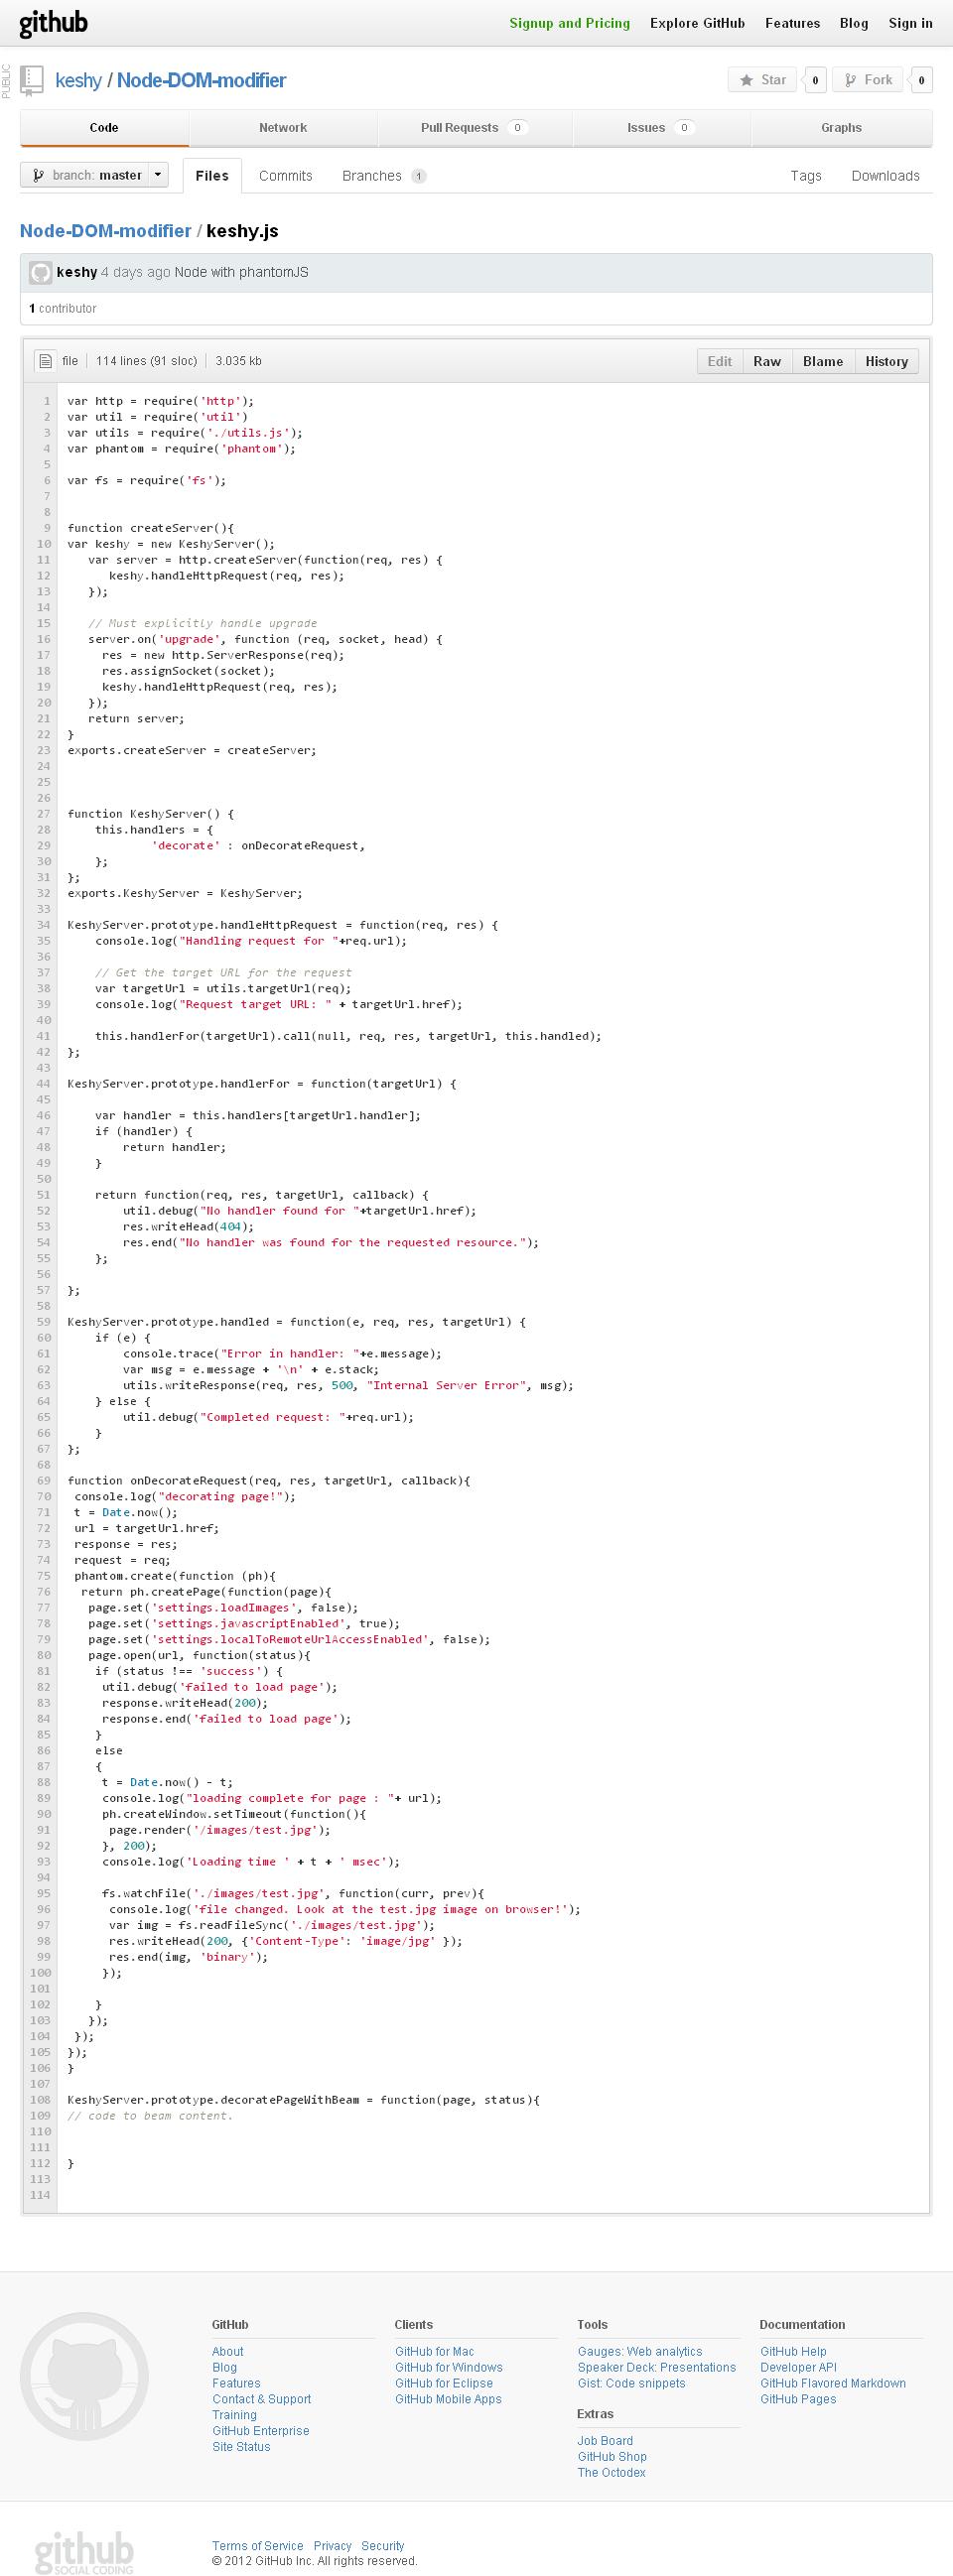 github
Signup and Pricing Explore GitHub Features Blog Sign in
PUBLIC
keshy / Node-DOM-modifier
Star 0 Fork 0
Code Network Pull Requests 0 Issues 0 Graphs
branch: master Files Commits Branches 1 Tags Downloads
Node-DOM-modifier / keshy.js
keshy 4 days ago Node with phantomJS
1 contributor
file 114 lines (91 sloc) 3.035 kb Edit Raw Blame History
1 var http = require('http');
2 var util = require('util')
3 var utils = require('./utils.js');
4 var phantom = require('phantom');
5
6 var fs = require('fs');
7
8
9 function createServer(){
10 var keshy = new KeshyServer();
11 var server = http.createServer(function(req, res) {
12 keshy.handleHttpRequest(req, res);
13 });
14
15 // Must explicitly handle upgrade
16 server.on('upgrade', function (req, socket, head) {
17 res = new http.ServerResponse(req);
18 res.assignSocket(socket);
19 keshy.handleHttpRequest(req, res);
20 });
21 return server;
22 }
23 exports.createServer = createServer;
24
25
26
27 function KeshyServer() {
28 this.handlers = {
29 'decorate' : onDecorateRequest,
30 };
31 };
32 exports.KeshyServer = KeshyServer;
33
34 KeshyServer.prototype.handleHttpRequest = function(req, res) {
35 console.log("Handling request for "+req.url);
36
37 // Get the target URL for the request
38 var targetUrl = utils.targetUrl(req);
39 console.log("Request target URL: " + targetUrl.href);
40
41 this.handlerFor(targetUrl).call(null, req, res, targetUrl, this.handled);
42 };
43
44 KeshyServer.prototype.handlerFor = function(targetUrl) {
45
46 var handler = this.handlers[targetUrl.handler];
47 if (handler) {
48 return handler;
49 }
50
51 return function(req, res, targetUrl, callback) {
52 util.debug("No handler found for "+targetUrl.href);
53 res.writeHead(404);
54 res.end("No handler was found for the requested resource.");
55 };
56
57 };
58
59 KeshyServer.prototype.handled = function(e, req, res, targetUrl) {
60 if (e) {
61 console.trace("Error in handler: "+e.message);
62 var msg = e.message + '\n' + e.stack;
63 utils.writeResponse(req, res, 500, "Internal Server Error", msg);
64 } else {
65 util.debug("Completed request: "+req.url);
66 }
67 };
68
69 function onDecorateRequest(req, res, targetUrl, callback){
70 console.log("decorating page!");
71 t = Date.now();
72 url = targetUrl.href;
73 response = res;
74 request = req;
75 phantom.create(function (ph){
76 return ph.createPage(function(page){
77 page.set('settings.loadImages', false);
78 page.set('settings.javascriptEnabled', true);
79 page.set('settings.localToRemoteUrlAccessEnabled', false);
80 page.open(url, function(status){
81 if (status !== 'success') {
82 util.debug('failed to load page');
83 response.writeHead(200);
84 response.end('failed to load page');
85 }
86 else
87 {
88 t = Date.now() - t;
89 console.log("loading complete for page : "+ url);
90 ph.createWindow.setTimeout(function(){
91 page.render('/images/test.jpg');
92 }, 200);
93 console.log('Loading time ' + t + ' msec');
94
95 fs.watchFile('./images/test.jpg', function(curr, prev){
96 console.log('file changed. Look at the test.jpg image on browser!');
97 var img = fs.readFileSync('./images/test.jpg');
98 res.writeHead(200, {'Content-Type': 'image/jpg' });
99 res.end(img, 'binary');
100 });
101
102 }
103 });
104 });
105 });
106 }
107
108 KeshyServer.prototype.decoratePageWithBeam = function(page, status){
109 // code to beam content.
110
111
112 }
113
114
GitHub
About
Blog
Features
Contact & Support
Training
GitHub Enterprise
Site Status
Clients
GitHub for Mac
GitHub for Windows
GitHub for Eclipse
GitHub Mobile Apps
Tools
Gauges: Web analytics
Speaker Deck: Presentations
Gist: Code snippets
Extras
Job Board
GitHub Shop
The Octodex
Documentation
GitHub Help
Developer API
GitHub Flavored Markdown
GitHub Pages
github
SOCIAL CODING
Terms of Service Privacy Security
© 2012 GitHub Inc. All rights reserved.